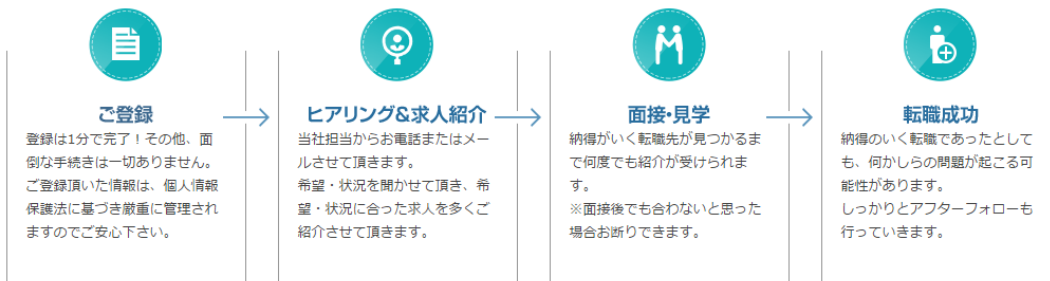 ご登録
登録は1分で完了！その他、面
倒な手続きは一切ありません。
ご登録頂いた情報は、個人情報
保護法に基づき厳重に管理され
ますのでご安心下さい。
ヒアリング&求人紹介
当社担当からお電話またはメー
ルさせて頂きます。
希望・状況を聞かせて頂き、希
望・状況に合った求人を多くご
紹介させて頂きます。
面接・見学
納得がいく転職先が見つかるま
で何度でも紹介が受けられま
す。
※面接後でも合わないと思った
場合お断りできます。
転職成功
納得のいく転職であったとして
も、何かしらの問題が起こる可
能性があります。
しっかりとアフターフォローも
行っていきます。